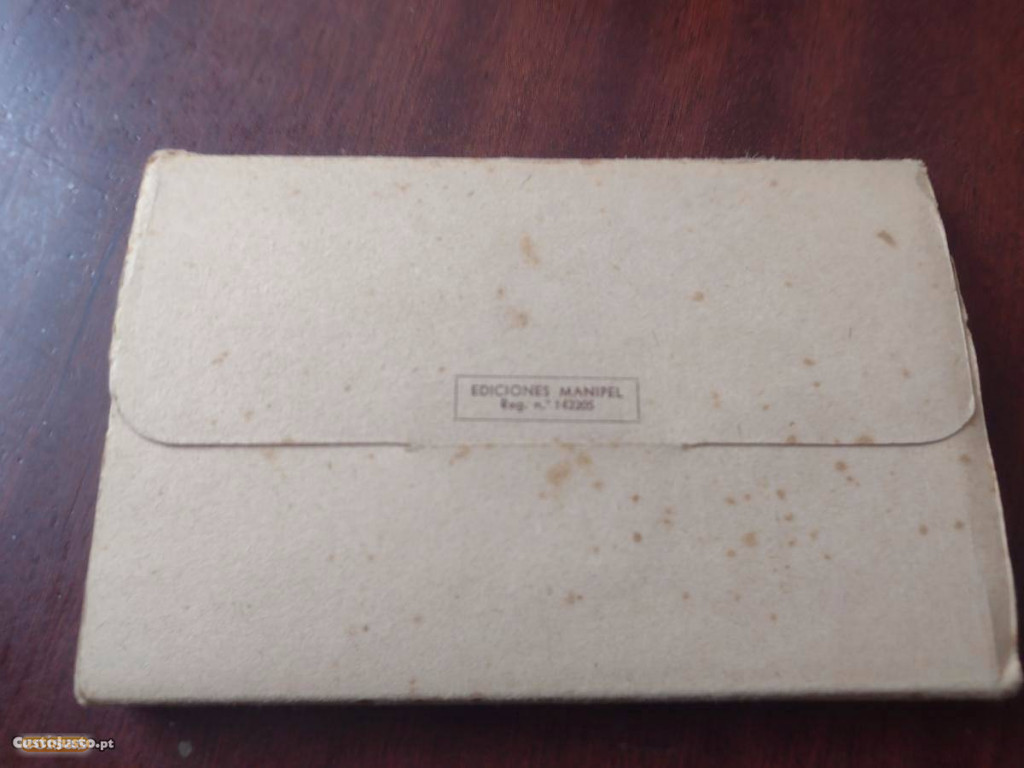 EDICIONES MANIPEL
Reg. n.° 142205
CustoJusto.pt